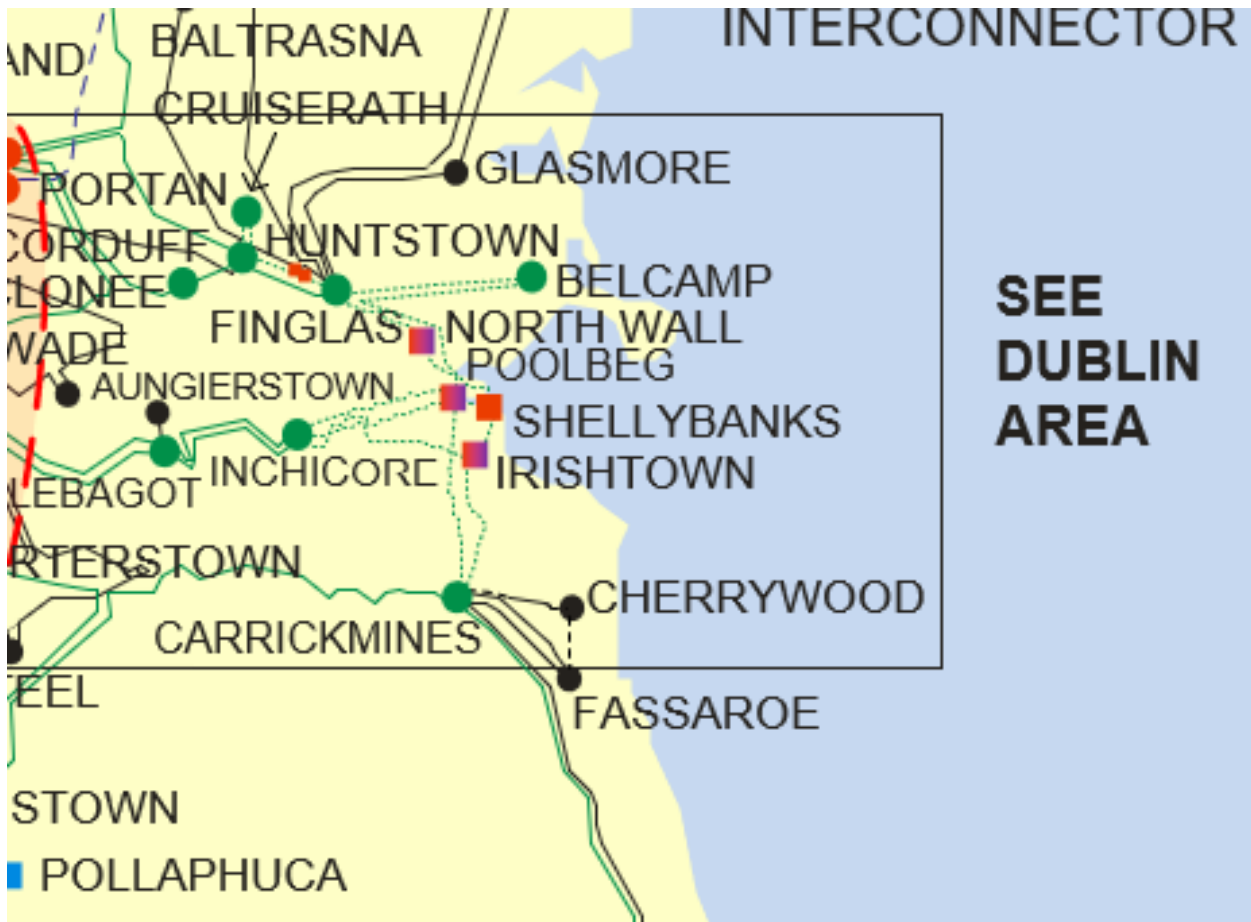 INTERCONNECTOR
BALTRASNA
AND
CRUISERATH
GLASMORE
PORTAN
CORDUFF
HUNTSTOWN
CLONEE
BELCAMP
FINGLAS
NORTH WALL
SEE
DUBLIN
AREA
WADE
POOLBEG
AUNGIERSTOWN
SHELLYBANKS
INCHICORE
IRISHTOWN
LEBAGOT
RTERSTOWN
CHERRYWOOD
CARRICKMINES
TEEL
FASSAROE
STOWN
POLLAPHUCA